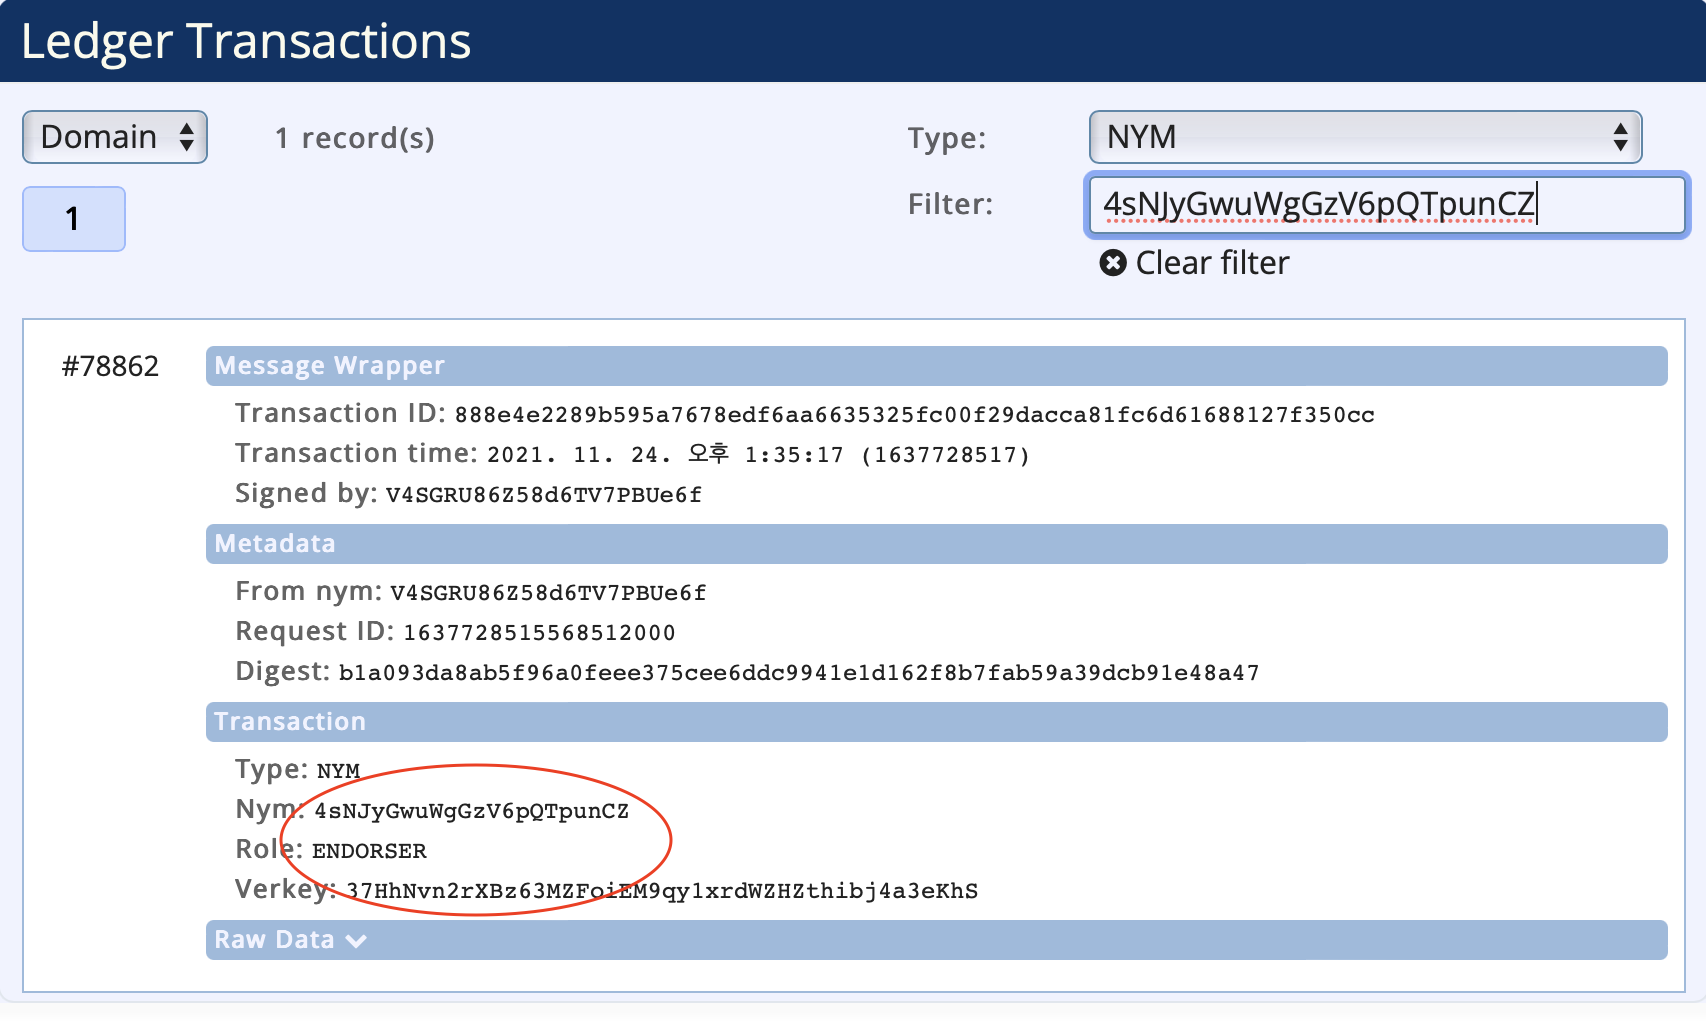 Ledger Transactions
Domain 1 record(s) Type: NYM
1 Filter: 4sNJyGwuWgGzV6pQTpunCZ
Clear filter
#78862 Message Wrapper
Transaction ID: 888e4e2289b595a7678edf6aa6635325fc00f29dacca81fc6d61688127f350cc
Transaction time: 2021. 11. 24. 오후 1:35:17 (1637728517)
Signed by: V4SGRU86Z58d6TV7PBUe6f
Metadata
From nym: V4SGRU86Z58d6TV7PBUe6f
Request ID: 1637728515568512000
Digest: b1a093da8ab5f96a0feee375cee6ddc9941e1d162f8b7fab59a39dcb91e48a47
Transaction
Type: NYM
Nym: 4sNJyGwuWgGzV6pQTpunCZ
Role: ENDORSER
Verkey: 37HhNvn2rXBz63MZFoiEM9qy1xrdWZHZthibj4a3eKhS
Raw Data